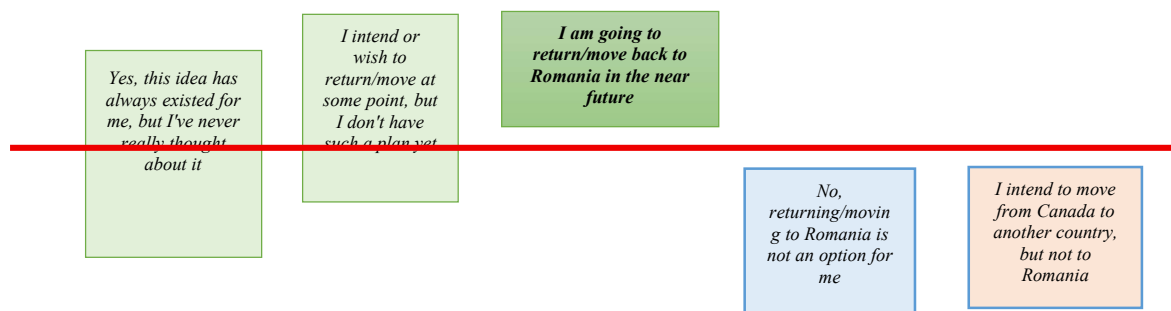 Yes, this idea has
always existed for
me, but I've never
really thought
about it
I intend or
wish to
return/move at
some point, but
I don't have
such a plan yet
I am going to
return/move back to
Romania in the near
future
No,
returning/movin
g to Romania is
not an option for
me
I intend to move
from Canada to
another country,
but not to
Romania